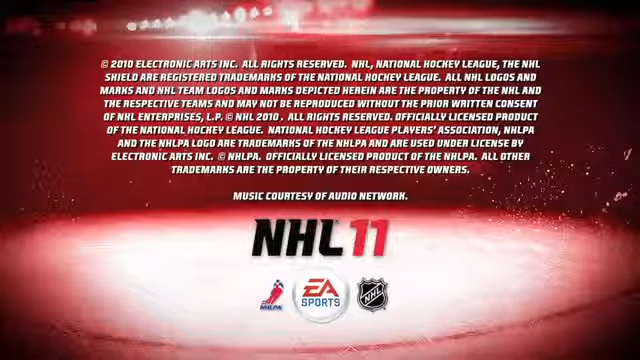 © 2010 ELECTRONIC ARTS INC. ALL RIGHTS RESERVED. NHL, NATIONAL HOCKEY LEAGUE, THE NHL
SHIELD ARE REGISTERED TRADEMARKS OF THE NATIONAL HOCKEY LEAGUE. ALL NHL LOGOS AND
MARKS AND NHL TEAM LOGOS AND MARKS DEPICTED HEREIN ARE THE PROPERTY OF THE NHL AND
THE RESPECTIVE TEAMS AND MAY NOT BE REPRODUCED WITHOUT THE PRIOR WRITTEN CONSENT
OF NHL ENTERPRISES, L.P. © NHL 2010 . ALL RIGHTS RESERVED. OFFICIALLY LICENSED PRODUCT
OF THE NATIONAL HOCKEY LEAGUE. NATIONAL HOCKEY LEAGUE PLAYERS' ASSOCIATION, NHLPA
AND THE NHLPA LOGO ARE TRADEMARKS OF THE NHLPA AND ARE USED UNDER LICENSE BY
ELECTRONIC ARTS INC. © NHLPA. OFFICIALLY LICENSED PRODUCT OF THE NHLPA. ALL OTHER
TRADEMARKS ARE THE PROPERTY OF THEIR RESPECTIVE OWNERS.
MUSIC COURTESY OF AUDIO NETWORK.
NHL 11
NHLPA
EA
SPORTS
NHL